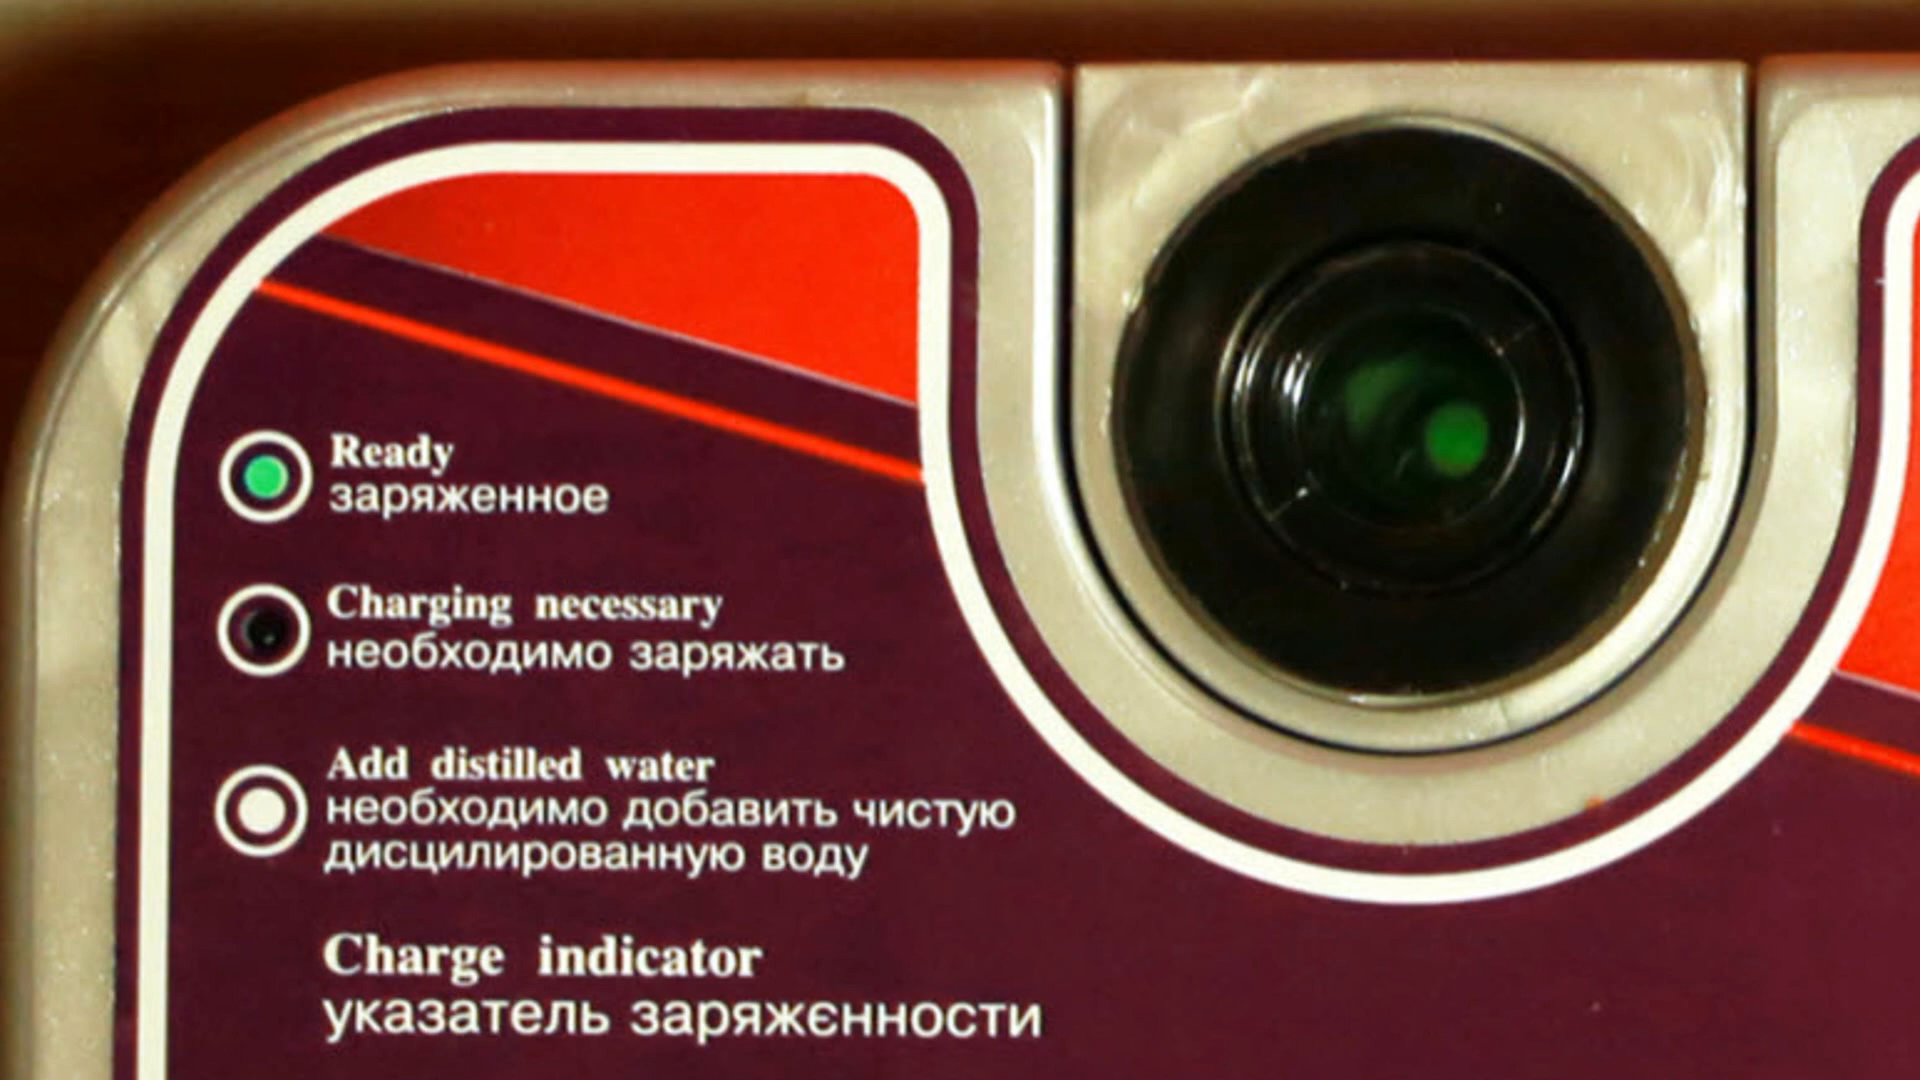 Ready
заряженное
Charging necessary
необходимо заряжать
Add distilled water
необходимо добавить чистую
дисцилированную воду
Charge indicator
указатель заряжєнности